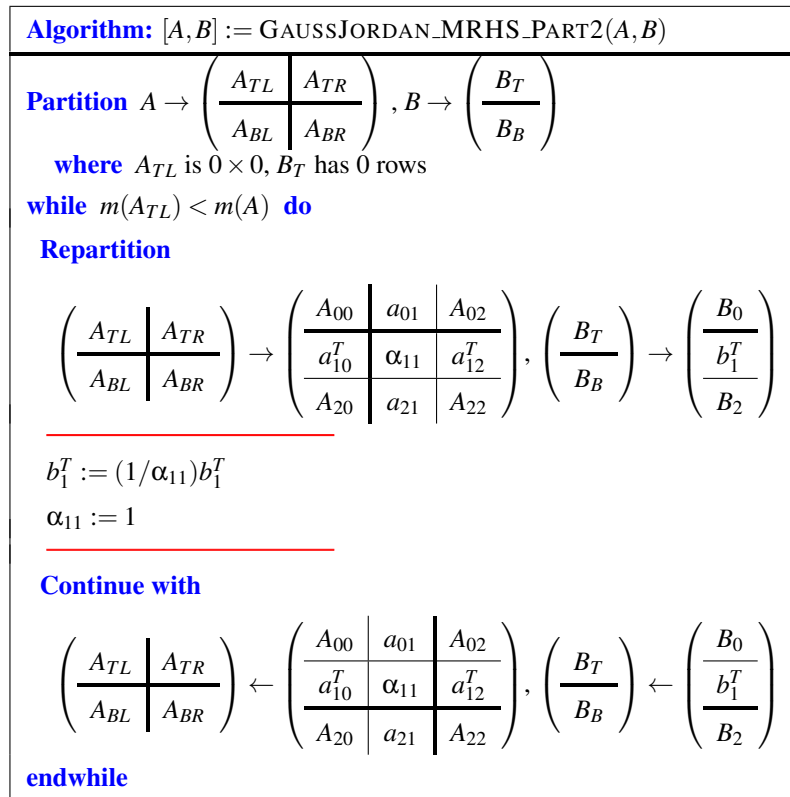 Algorithm: [A,B] := GAUSSJORDAN_MRHS_PART2(A,B)
Partition A → ( A_TL | A_TR ; A_BL | A_BR ) , B → ( B_T ; B_B )
where A_TL is 0 × 0, B_T has 0 rows
while m(A_TL) < m(A) do
Repartition
( A_TL | A_TR ; A_BL | A_BR ) → ( A_00 | a_01 | A_02 ; a_10^T | α_11 | a_12^T ; A_20 | a_21 | A_22 ), ( B_T ; B_B ) → ( B_0 ; b_1^T ; B_2 )
b_1^T := (1/α_11)b_1^T
α_11 := 1
Continue with
( A_TL | A_TR ; A_BL | A_BR ) ← ( A_00 | a_01 | A_02 ; a_10^T | α_11 | a_12^T ; A_20 | a_21 | A_22 ), ( B_T ; B_B ) ← ( B_0 ; b_1^T ; B_2 )
endwhile